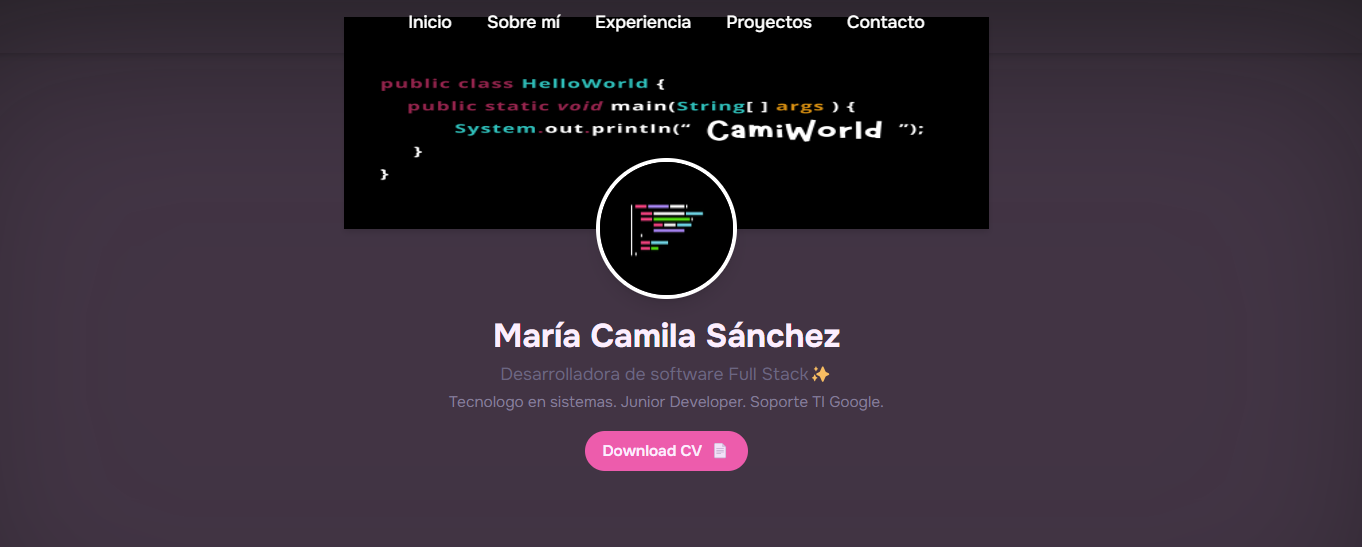 Inicio Sobre mí Experiencia Proyectos Contacto
public class HelloWorld {
public static void main(String[ ] args ) {
System.out.println(“ CamiWorld ”);
}
}
María Camila Sánchez
Desarrolladora de software Full Stack✨
Tecnologo en sistemas. Junior Developer. Soporte TI Google.
Download CV